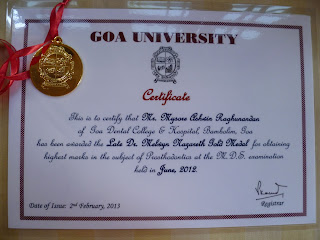 GOA UNIVERSITY
Certificate
This is to certify that Mr. Mysore Ashwin Raghunandan
of Goa Dental College & Hospital, Bambolim, Goa
has been awarded the Late Dr. Nazareth Gold Medal for obtaining
highest marks in the subject of Prosthodontics at the M.D.S. examination
held in June, 2012.
Date of Issue: 2nd February, 2013
Registrar